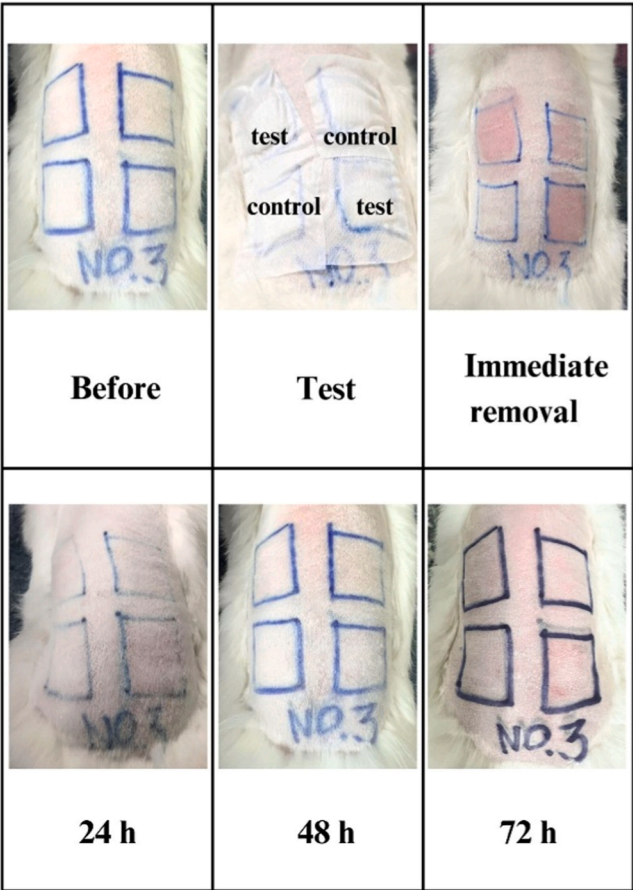 test control
control test
NO.3
NO.3
NO.3
Before
Test
Immediate
removal
NO.3
NO.3
NO.3
24 h
48 h
72 h